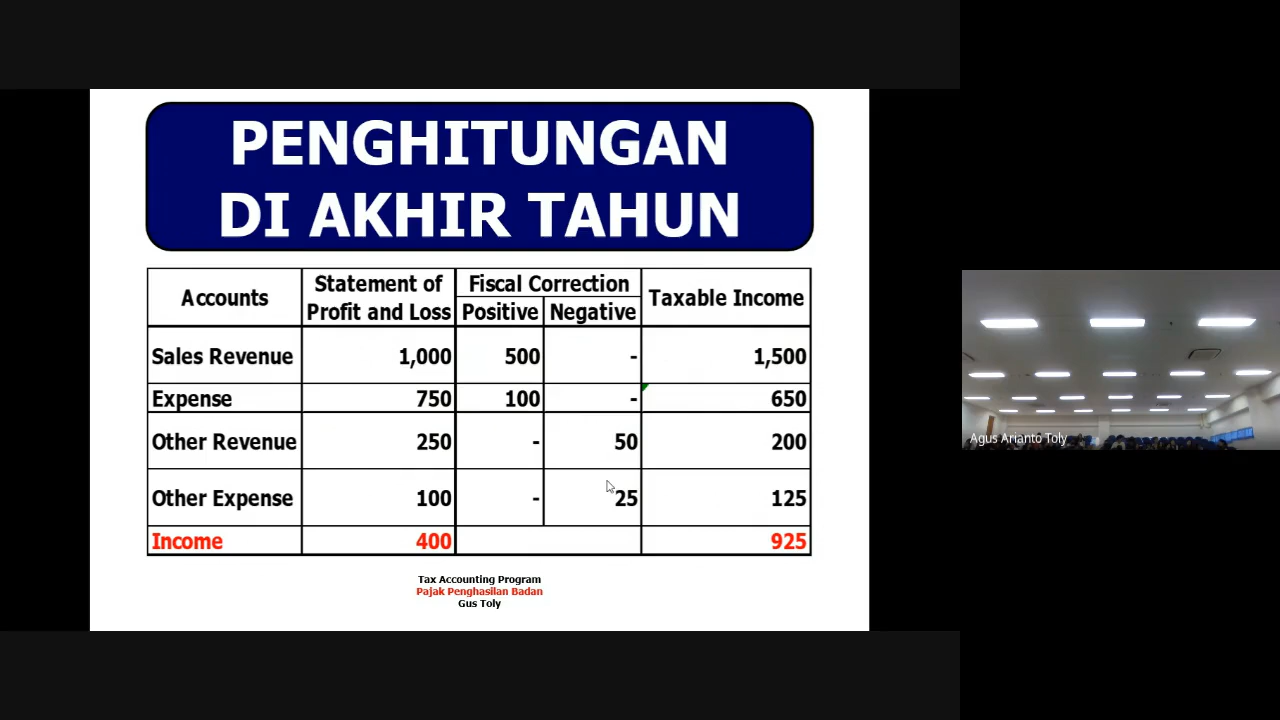 PENGHITUNGAN
DI AKHIR TAHUN
Accounts
Statement of
Profit and Loss
Fiscal Correction
Positive Negative
Taxable Income
Sales Revenue 1,000 500 - 1,500
Expense 750 100 - 650
Other Revenue 250 - 50 200
Other Expense 100 - 25 125
Income 400 925
Tax Accounting Program
Pajak Penghasilan Badan
Gus Toly
Agus Arianto Toly